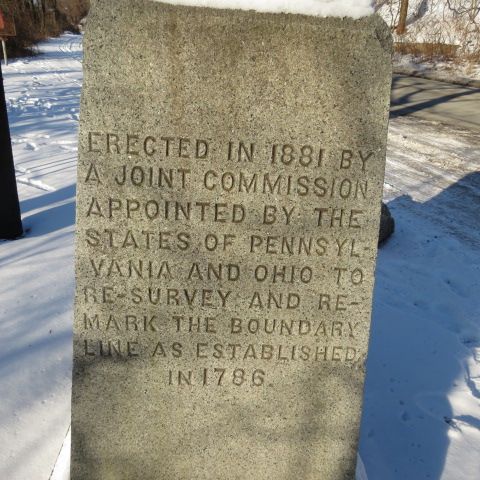 ERECTED IN 1881 BY
A JOINT COMMISSION
APPOINTED BY THE
STATES OF PENNSYL-
VANIA AND OHIO TO
RE-SURVEY AND RE-
MARK THE BOUNDARY
LINE AS ESTABLISHED
IN 1786.